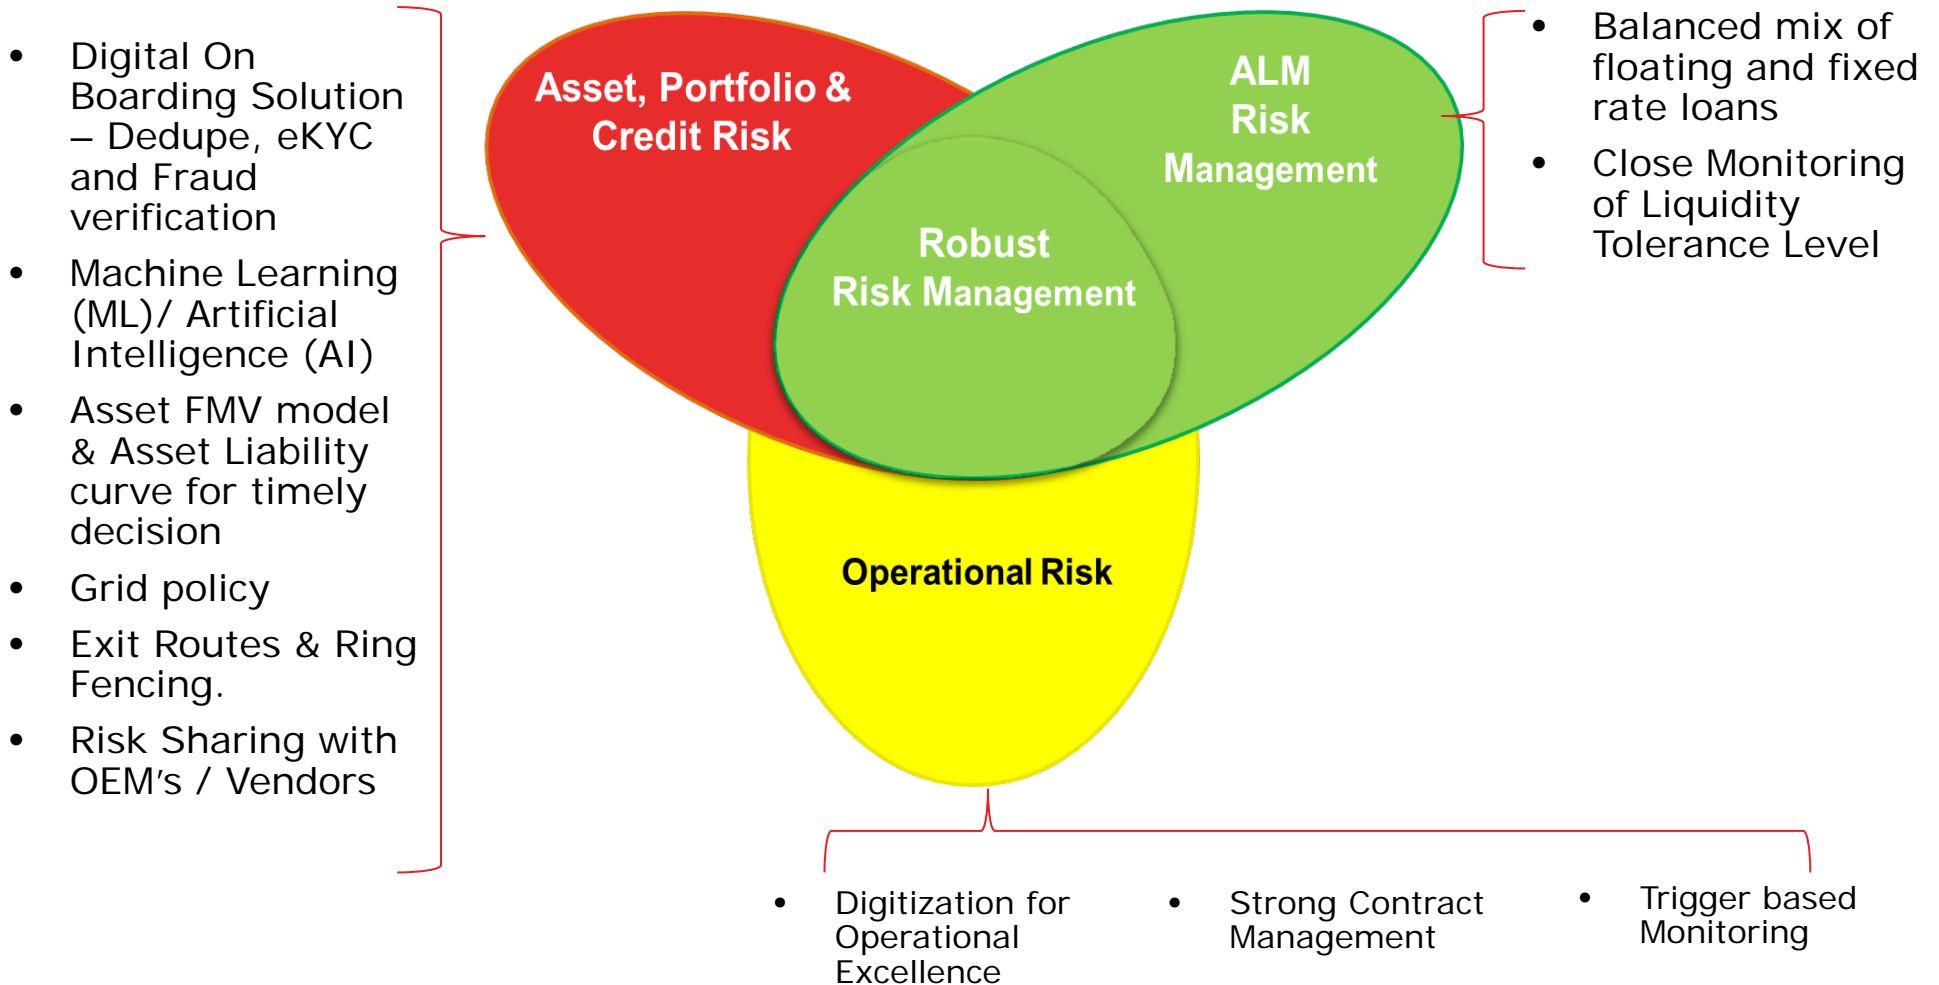 • Digital On
Boarding Solution
– Dedupe, eKYC
and Fraud
verification
• Machine Learning
(ML)/ Artificial
Intelligence (AI)
• Asset FMV model
& Asset Liability
curve for timely
decision
• Grid policy
• Exit Routes & Ring
Fencing.
• Risk Sharing with
OEM's / Vendors
Asset, Portfolio &
Credit Risk
ALM
Risk
Management
Robust
Risk Management
Operational Risk
• Balanced mix of
floating and fixed
rate loans
• Close Monitoring
of Liquidity
Tolerance Level
• Digitization for
Operational
Excellence
• Strong Contract
Management
• Trigger based
Monitoring